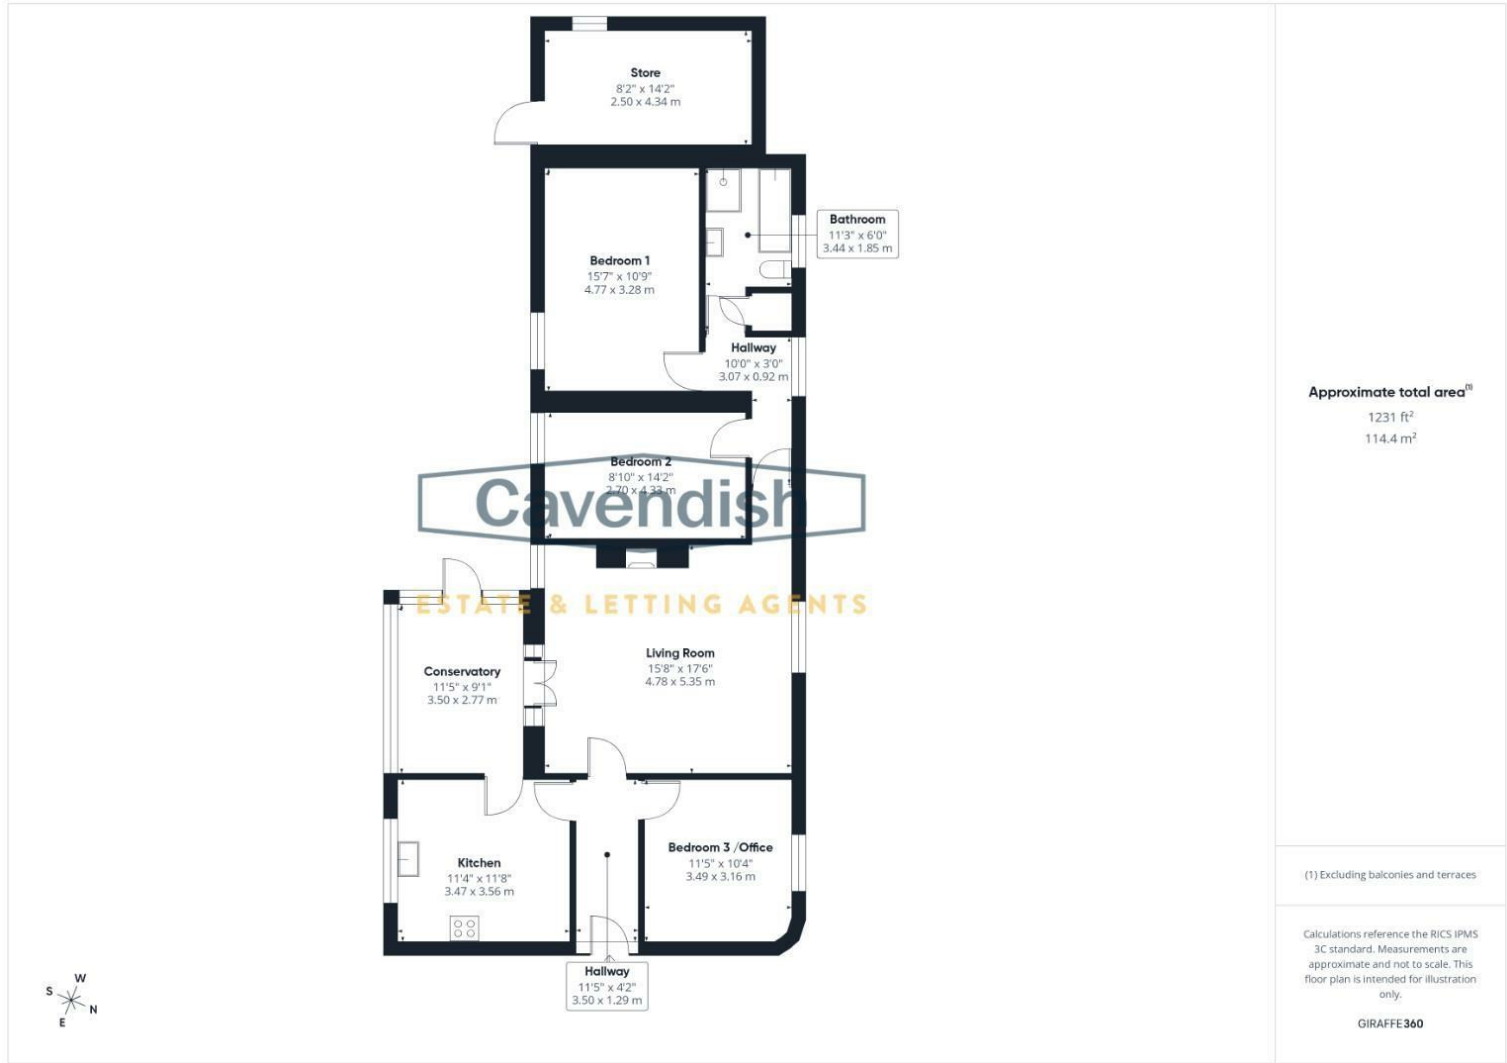 Store
8'2" x 14'2"
2.50 x 4.34 m
Bathroom
11'3" x 6'0"
3.44 x 1.85 m
Bedroom 1
15'7" x 10'9"
4.77 x 3.28 m
Hallway
10'0" x 3'0"
3.07 x 0.92 m
Bedroom 2
8'10" x 14'2"
2.70 x 4.33 m
Cavendish
ESTATE & LETTING AGENTS
Living Room
15'8" x 17'6"
4.78 x 5.35 m
Conservatory
11'5" x 9'1"
3.50 x 2.77 m
Kitchen
11'4" x 11'8"
3.47 x 3.56 m
Bedroom 3 /Office
11'5" x 10'4"
3.49 x 3.16 m
Hallway
11'5" x 4'2"
3.50 x 1.29 m
W
S
N
E
Approximate total area(1)
1231 ft²
114.4 m²
(1) Excluding balconies and terraces
Calculations reference the RICS IPMS
3C standard. Measurements are
approximate and not to scale. This
floor plan is intended for illustration
only.
GIRAFFE360